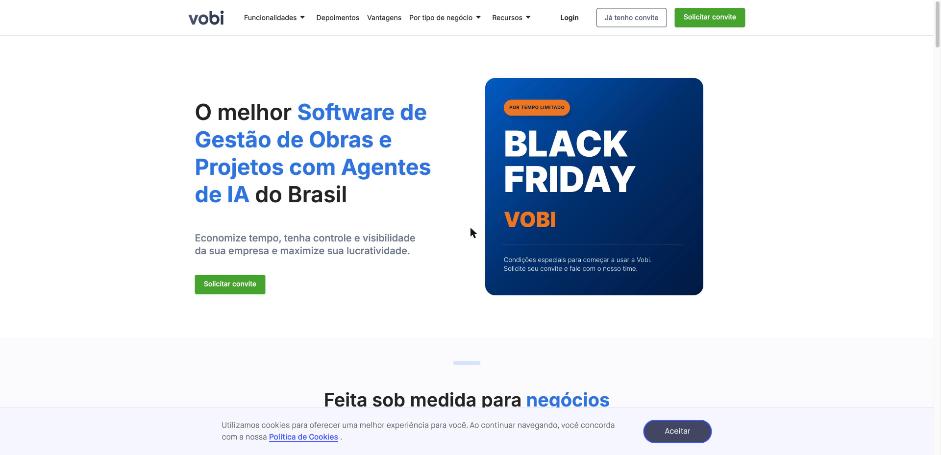 vobi
Funcionalidades
Depoimentos
Vantagens
Por tipo de negócio
Recursos
Login
Já tenho convite
Solicitar convite
O melhor Software de
Gestão de Obras e
Projetos com Agentes
de IA do Brasil
Economize tempo, tenha controle e visibilidade
da sua empresa e maximize sua lucratividade.
Solicitar convite
POR TEMPO LIMITADO
BLACK
FRIDAY
VOBI
Condições especiais para começar a usar a Vobi.
Solicite seu convite e fale com o nosso time.
Feita sob medida para negócios
Utilizamos cookies para oferecer uma melhor experiência para você. Ao continuar navegando, você concorda
com a nossa Política de Cookies .
Aceitar